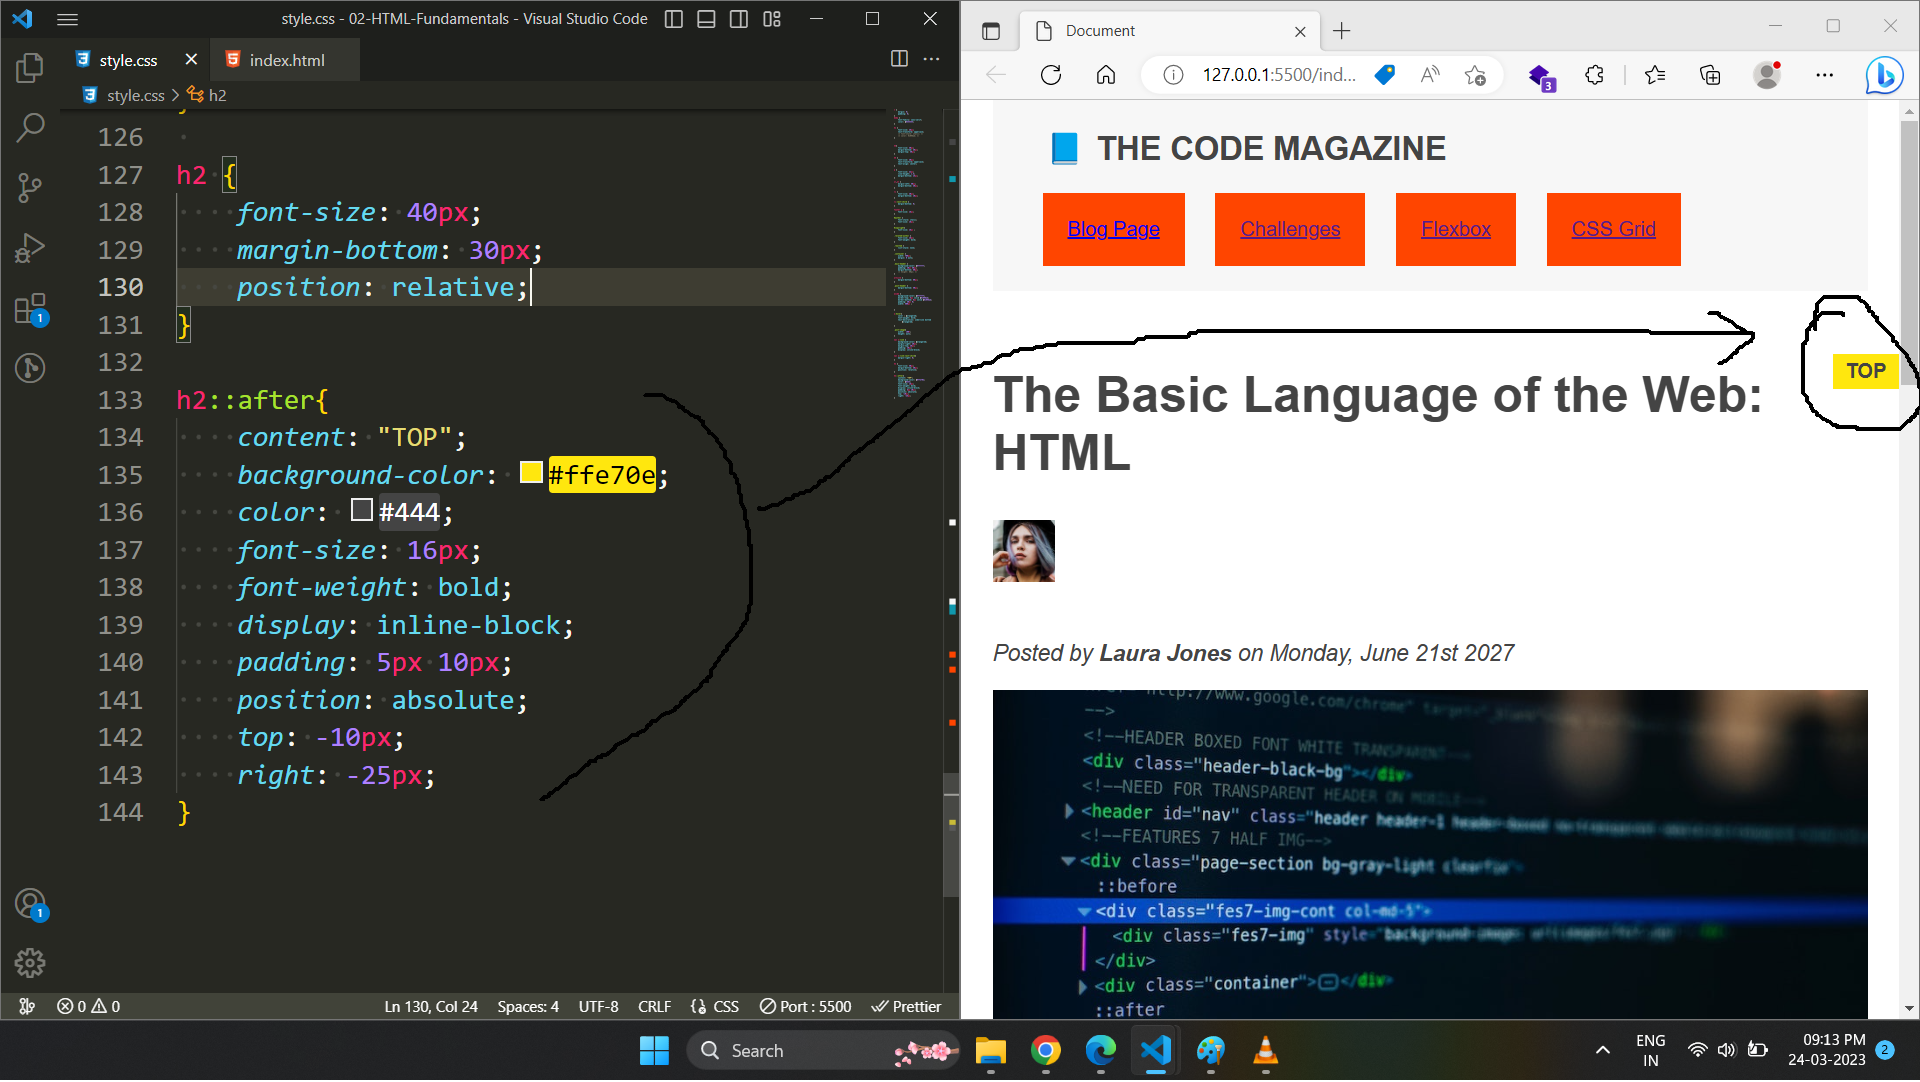 style.css - 02-HTML-Fundamentals - Visual Studio Code
style.css
index.html
style.css > h2
126
127 h2 {
128 font-size: 40px;
129 margin-bottom: 30px;
130 position: relative;
131 }
132
133 h2::after{
134 content: "TOP";
135 background-color: #ffe70e;
136 color: #444;
137 font-size: 16px;
138 font-weight: bold;
139 display: inline-block;
140 padding: 5px 10px;
141 position: absolute;
142 top: -10px;
143 right: -25px;
144 }
1
1
0 0
Ln 130, Col 24
Spaces: 4
UTF-8
CRLF
CSS
Port : 5500
Prettier
Document
127.0.0.1:5500/ind...
3
THE CODE MAGAZINE
Blog Page
Challenges
Flexbox
CSS Grid
TOP
The Basic Language of the Web:
HTML
Posted by Laura Jones on Monday, June 21st 2027
http://www.google.com/chrome" target=
-->
<!--HEADER BOXED FONT WHITE TRANSPARENT-->
<div class="header-black-bg"></div>
<!--NEED FOR TRANSPARENT HEADER ON MOBILE-->
<header id="nav" class="header header-1 header-boxed
<!--FEATURES 7 HALF IMG-->
<div class="page-section bg-gray-light clearfix">
::before
<div class="fes7-img-cont col-md-5">
<div class="fes7-img" style="background-image:
</div>
<div class="container">…</div>
::after
Search
ENG
IN
09:13 PM
24-03-2023
2